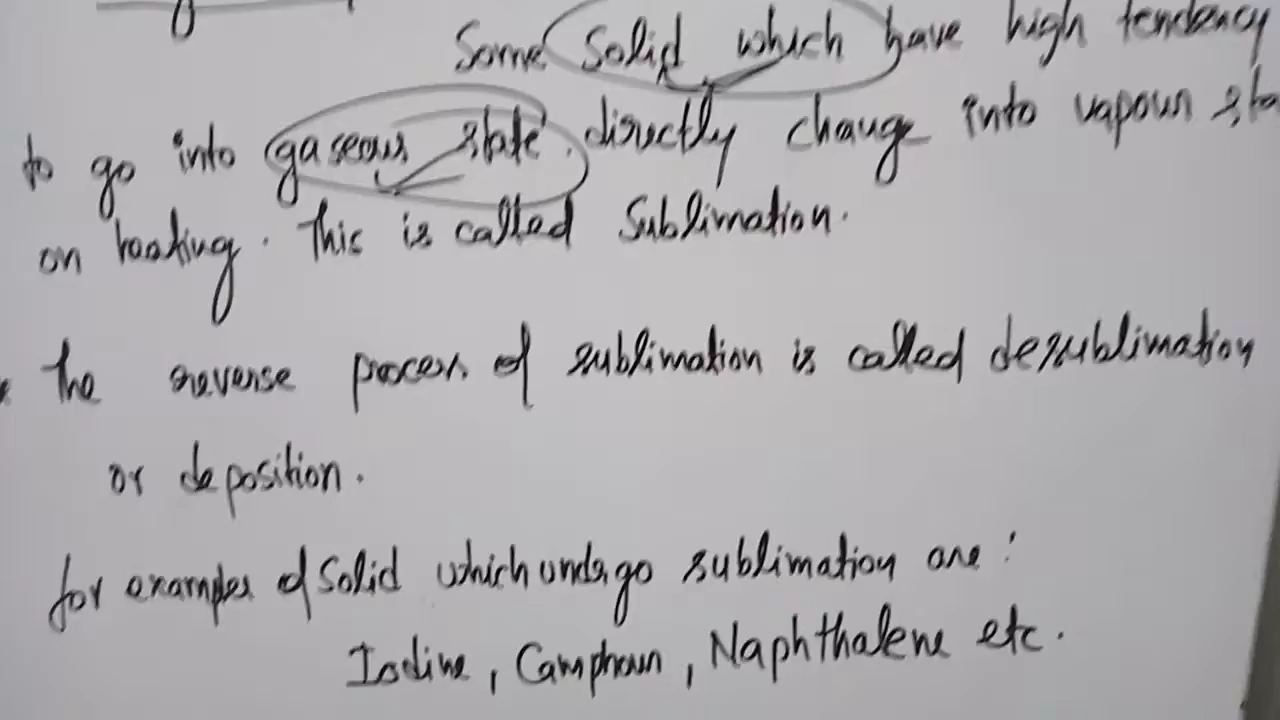 Some solid which have high tendency
to go into gaseous state directly change into vapour sta
on heating. This is called Sublimation.
The reverse process of sublimation is called desublimation
or deposition.
for examples of solid which undergo sublimation are :
Iodine, Camphour, Naphthalene etc.